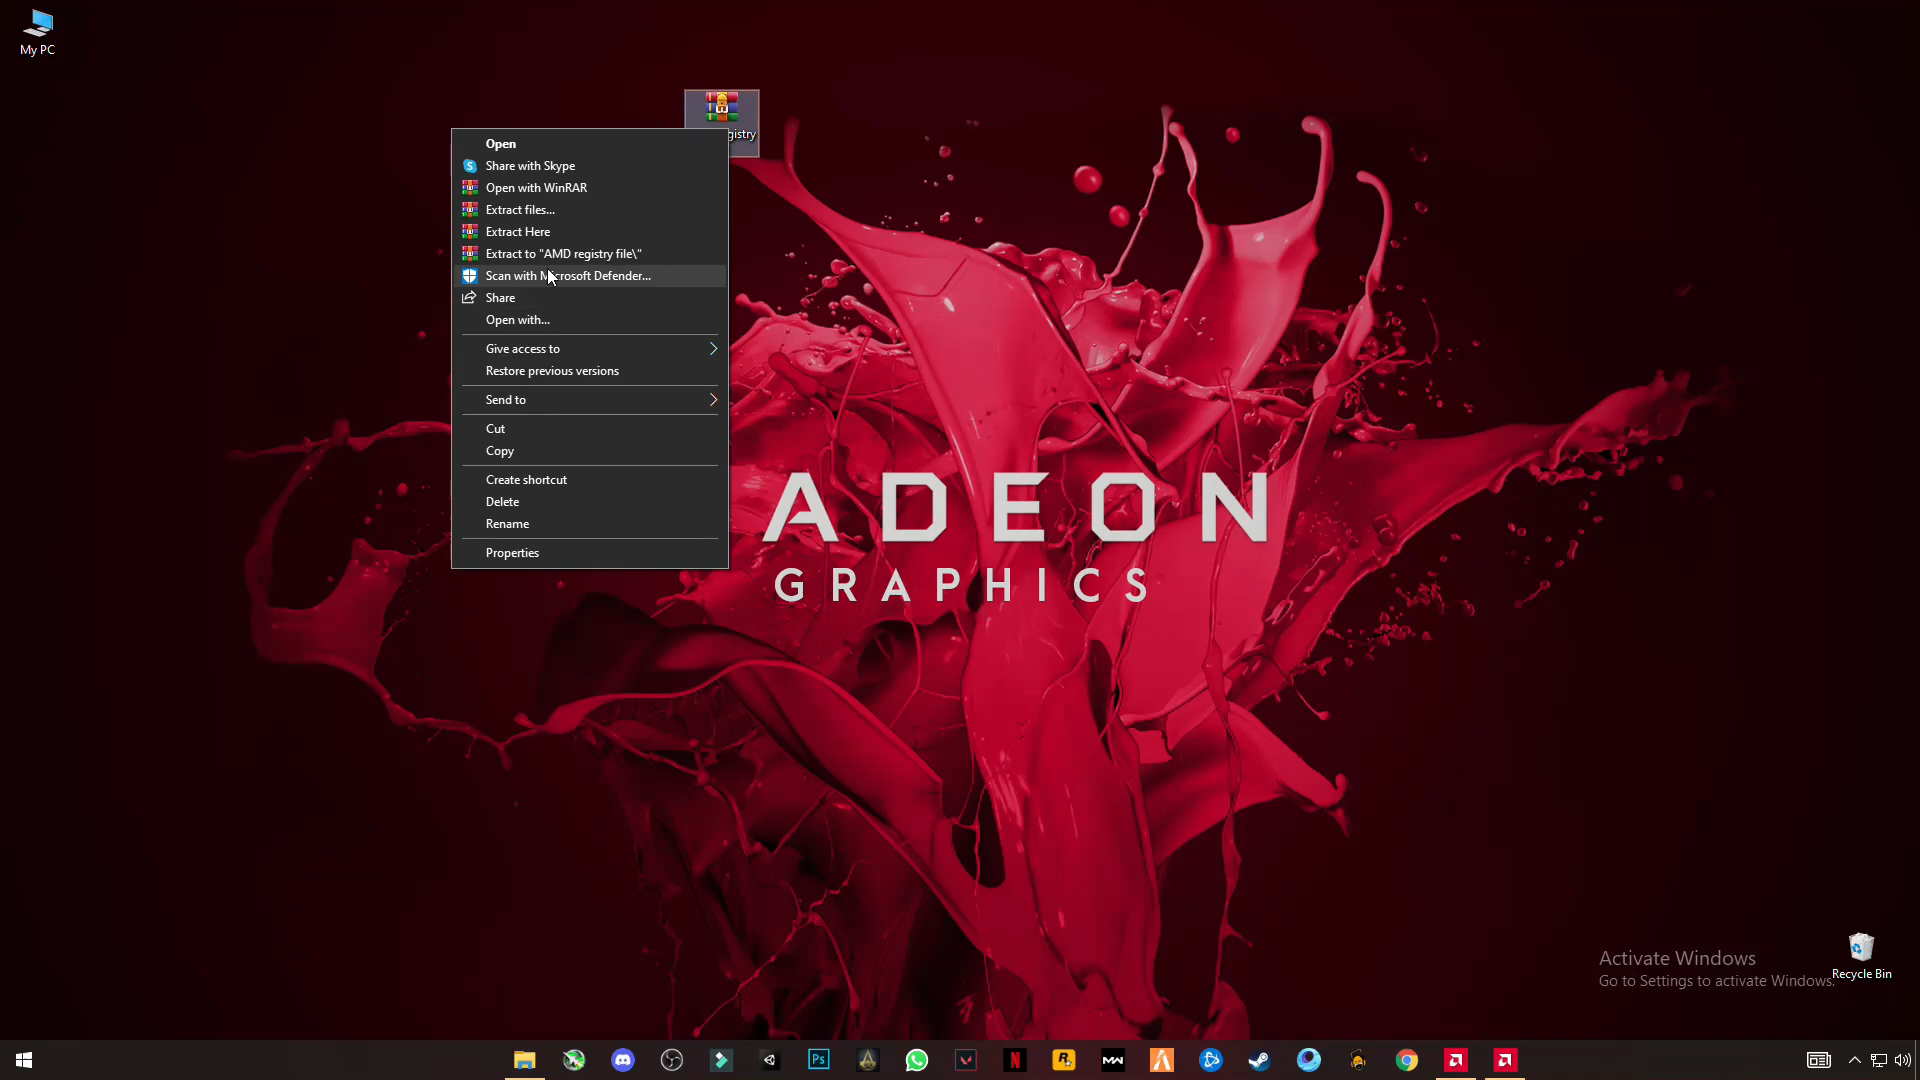 My PC
gistry
Open
Share with Skype
Open with WinRAR
Extract files...
Extract Here
Extract to "AMD registry file\"
Scan with Microsoft Defender...
Share
Open with...
Give access to
Restore previous versions
Send to
Cut
Copy
Create shortcut
Delete
Rename
Properties
ADEON
GRAPHICS
Activate Windows
Go to Settings to activate Windows.
Recycle Bin
Ps
MW